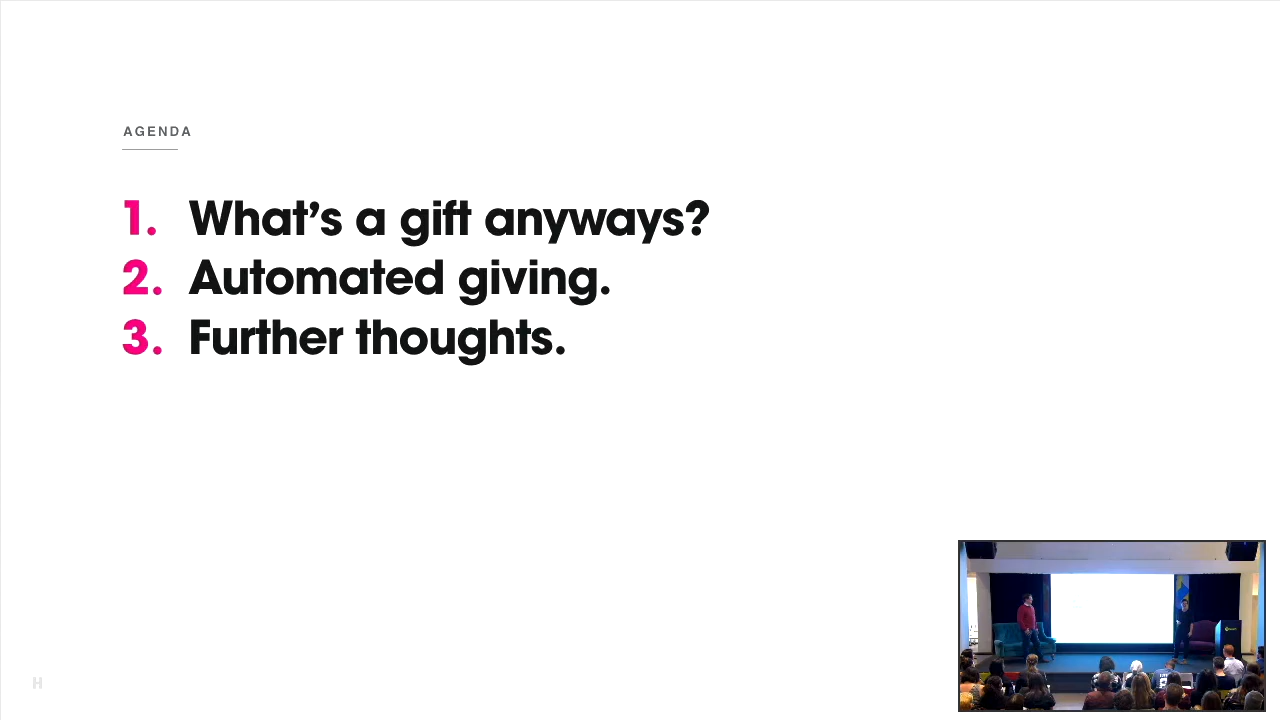 AGENDA
1. What's a gift anyways?
2. Automated giving.
3. Further thoughts.
H